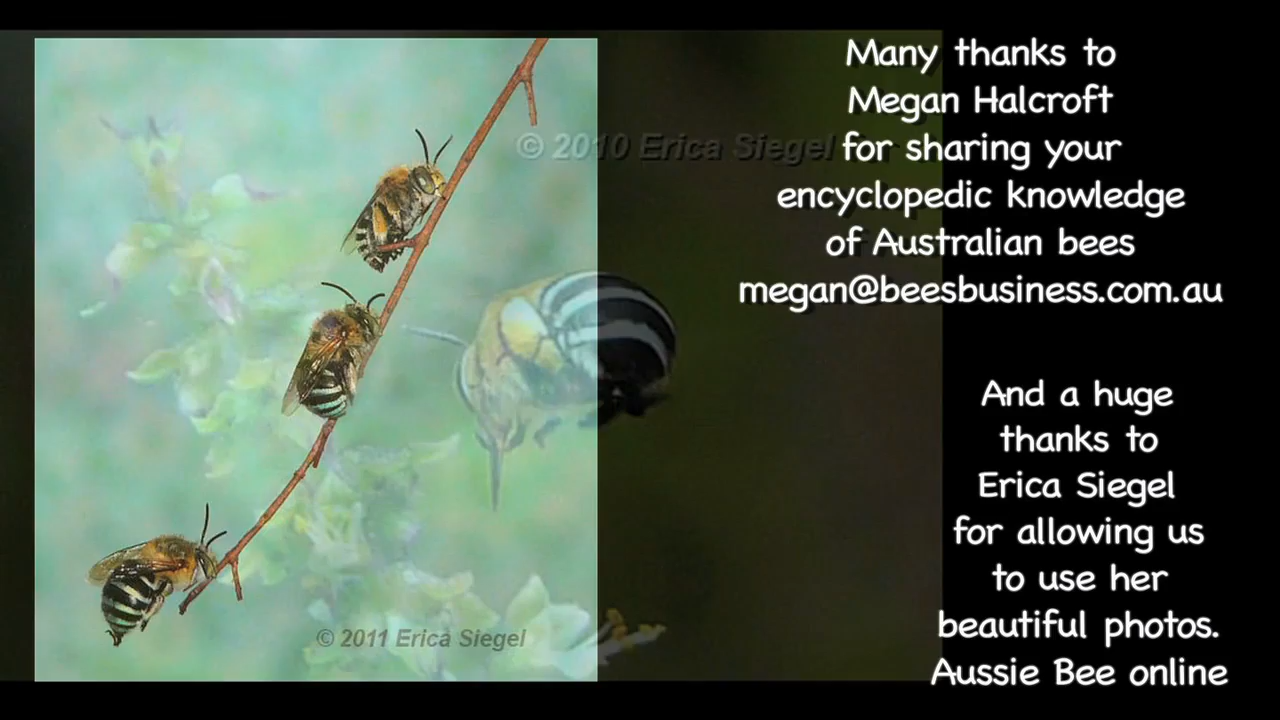 Many thanks to
Megan Halcroft
for sharing your
encyclopedic knowledge
of Australian bees
megan@beesbusiness.com.au
And a huge
thanks to
Erica Siegel
for allowing us
to use her
beautiful photos.
Aussie Bee online
© 2010 Erica Siegel
© 2011 Erica Siegel